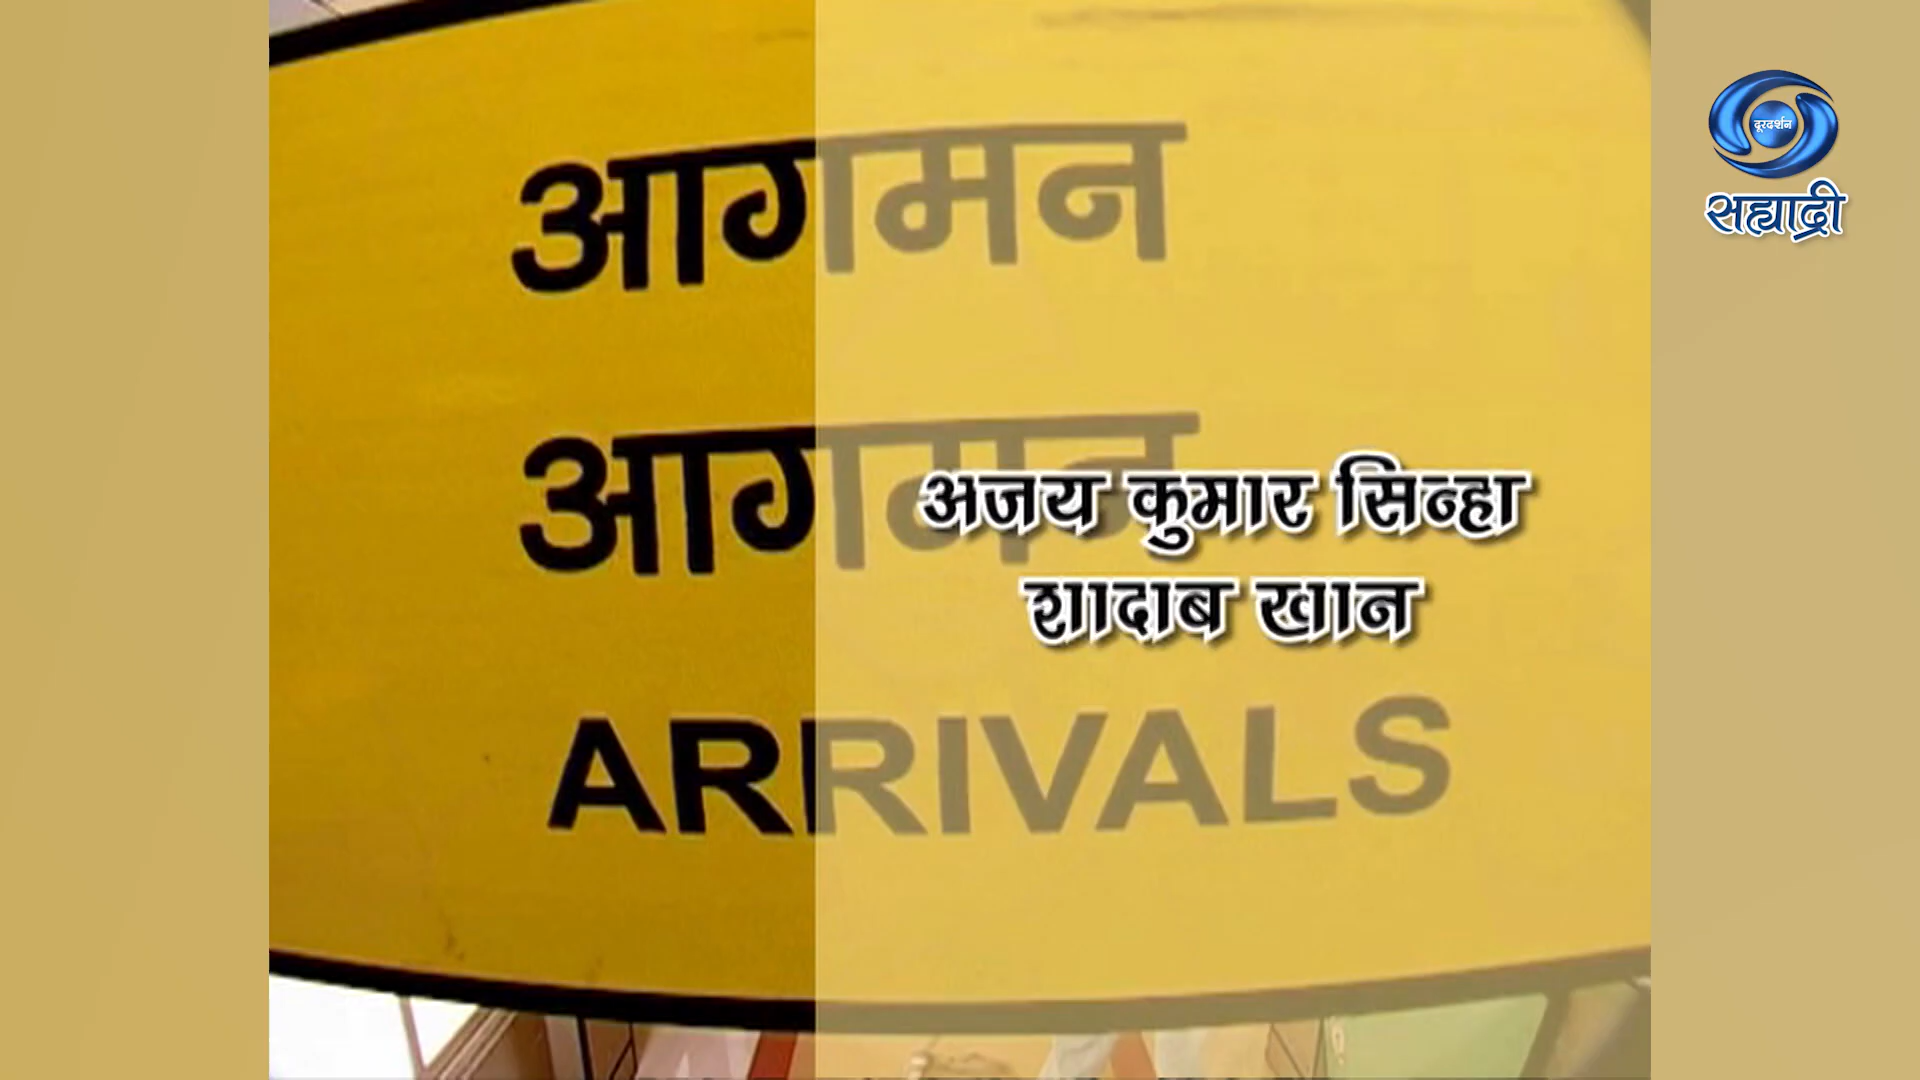 आगमन
आगमन
ARRIVALS
अजय कुमार सिन्हा
शादाब खान
दूरदर्शन
सह्याद्री